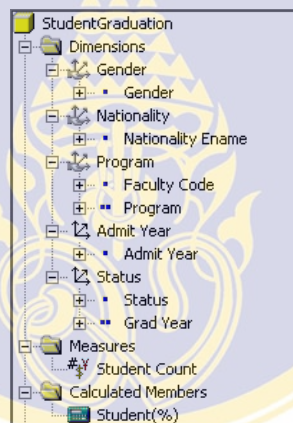 StudentGraduation
Dimensions
Gender
Gender
Nationality
Nationality Ename
Program
Faculty Code
Program
Admit Year
Admit Year
Status
Status
Grad Year
Measures
Student Count
Calculated Members
Student(%)